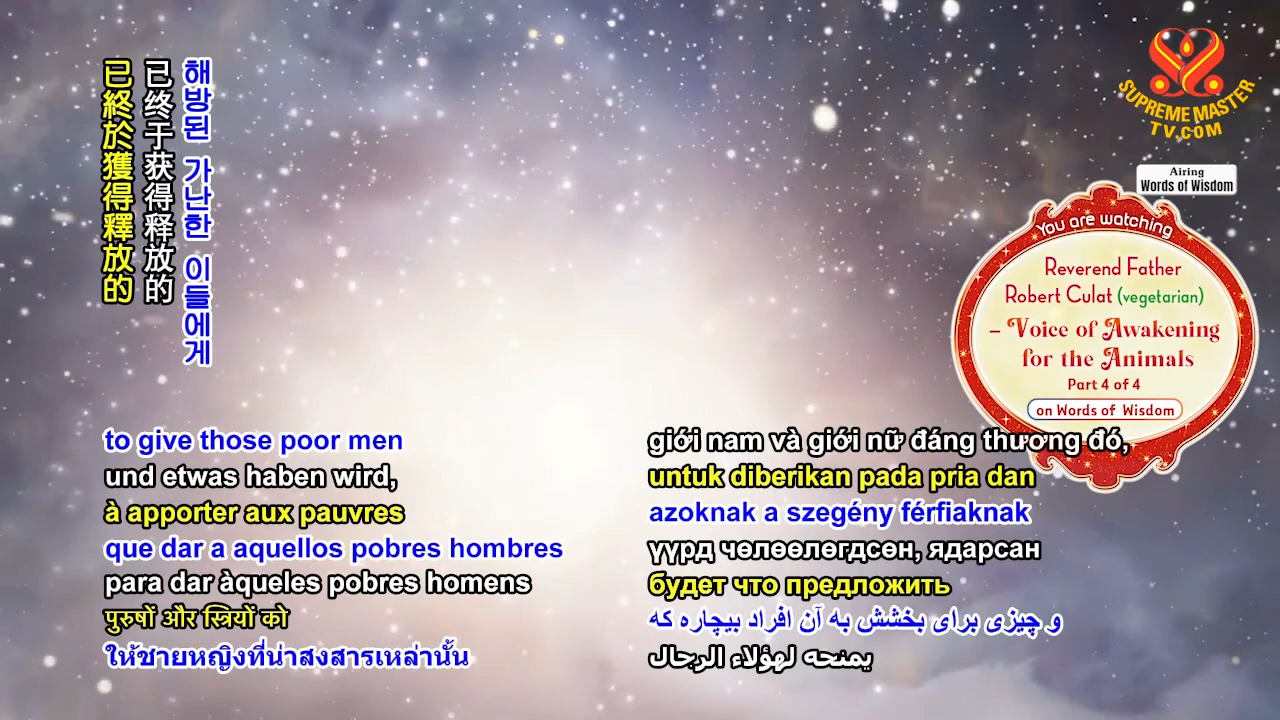 已終於獲得釋放的
已终于获得释放的
해방된 가난한 이들에게
SUPREME MASTER
TV.COM
Airing
Words of Wisdom
You are watching
Reverend Father
Robert Culat (vegetarian)
– Voice of Awakening
for the Animals
Part 4 of 4
on Words of Wisdom
to give those poor men
und etwas haben wird,
à apporter aux pauvres
que dar a aquellos pobres hombres
para dar àqueles pobres homens
पुरुषों और स्त्रियों को
ให้ชายหญิงที่น่าสงสารเหล่านั้น
giới nam và giới nữ đáng thương đó,
untuk diberikan pada pria dan
azoknak a szegény férfiaknak
үүрд чөлөөлөгдсөн, ядарсан
будет что предложить
و چیزی برای بخشش به آن افراد بیچاره که
يمنحه لهؤلاء الرجال